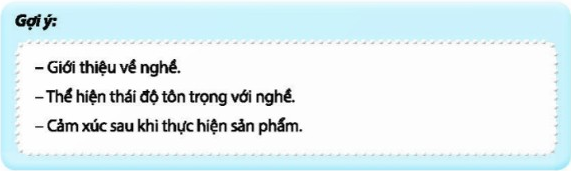 Gợi ý:
– Giới thiệu về nghề.
– Thể hiện thái độ tôn trọng với nghề.
– Cảm xúc sau khi thực hiện sản phẩm.